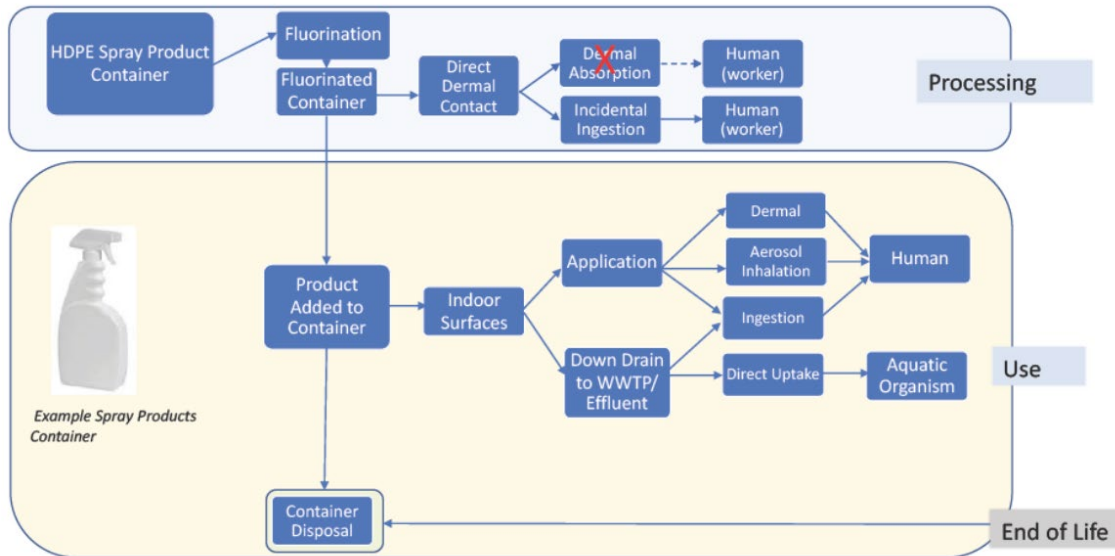 HDPE Spray Product
Container
Fluorination
Fluorinated
Container
Direct
Dermal
Contact
Dermal
Absorption
Human
(worker)
Incidental
Ingestion
Human
(worker)
Processing
Example Spray Products
Container
Product
Added to
Container
Indoor
Surfaces
Application
Down Drain
to WWTP/
Effluent
Dermal
Aerosol
Inhalation
Ingestion
Direct Uptake
Human
Aquatic
Organism
Use
Container
Disposal
End of Life